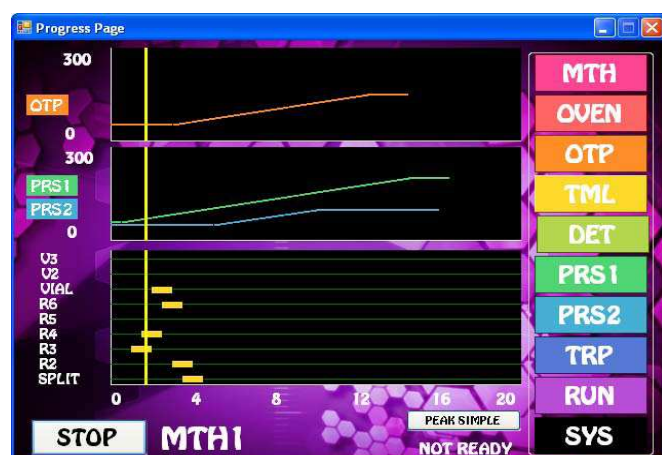 Progress Page
300
OTP
0
300
PRS1
PRS2
0
V3
V2
VIAL
R6
R5
R4
R3
R2
SPLIT
0 4 8 12 16 20
STOP
MTH1
PEAK SIMPLE
NOT READY
MTH
OVEN
OTP
TML
DET
PRS1
PRS2
TRP
RUN
SYS